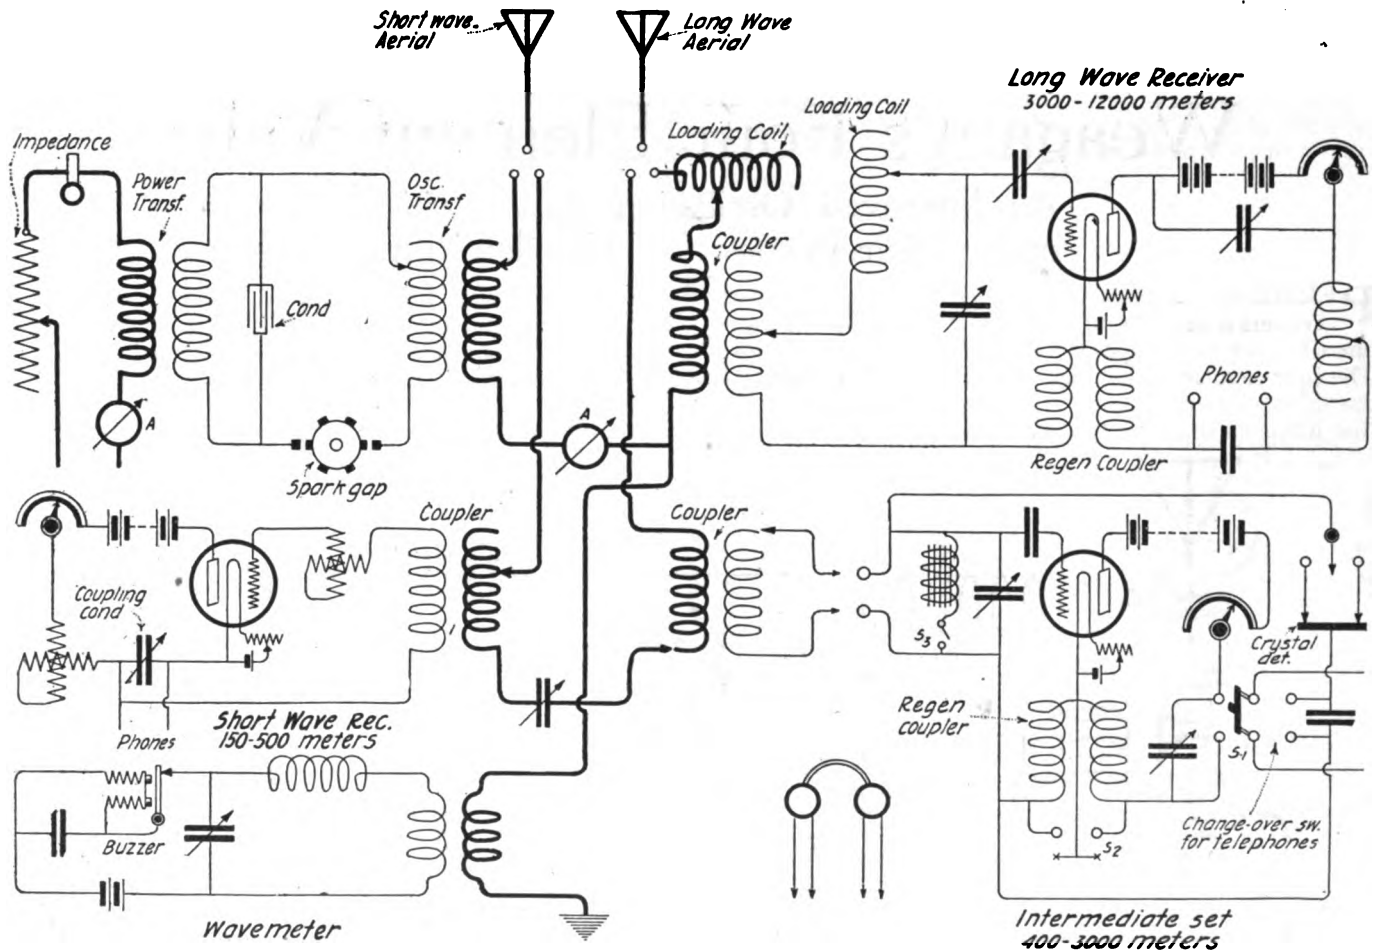 Short wave.
Aerial
Long Wave
Aerial
Long Wave Receiver
3000-12000 meters
Loading Coil
Loading Coil
Impedance
Power
Transf.
Osc.
Transf
Coupler
Cond
A
A
Spark gap
Phones
Regen Coupler
Coupler
Coupler
Coupling
cond
S3
Crystal
det.
Regen
coupler
S1
Short Wave Rec.
150-500 meters
Phones
Buzzer
S2
Change-over sw.
for telephones
Wavemeter
Intermediate set
400-3000 meters